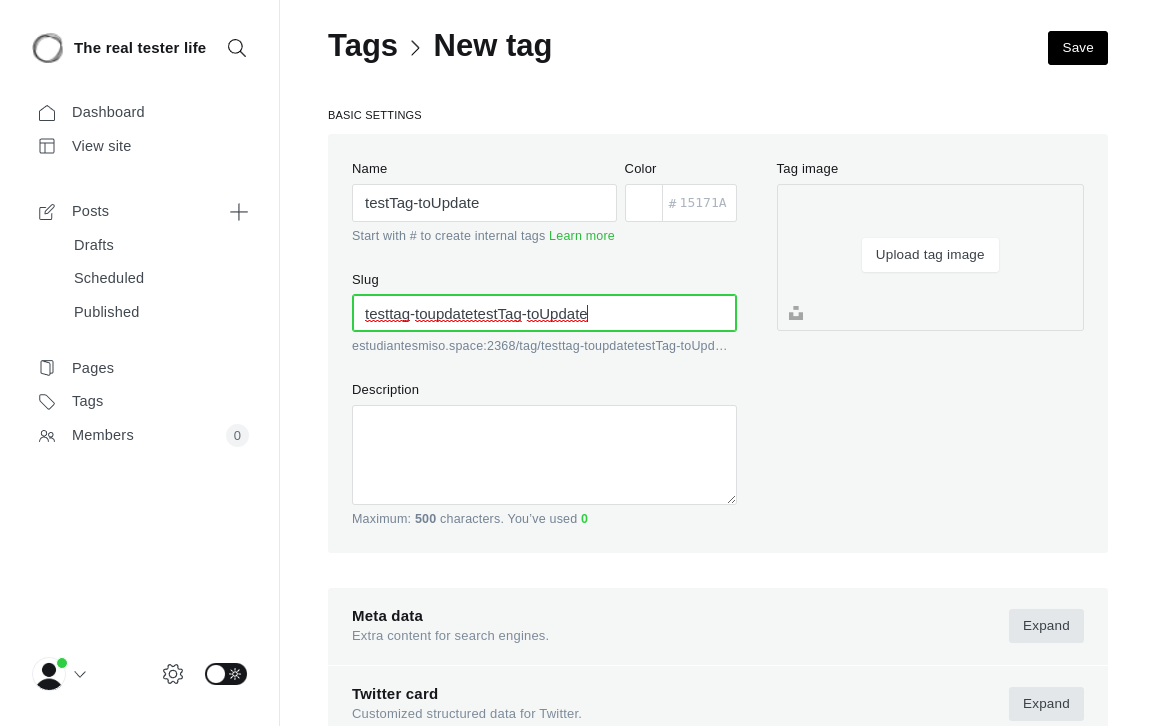 The real tester life
Dashboard
View site
Posts
Drafts
Scheduled
Published
Pages
Tags
Members
0
Tags > New tag
Save
BASIC SETTINGS
Name
testTag-toUpdate
Start with # to create internal tags Learn more
Color
# 15171A
Slug
testtag-toupdatetestTag-toUpdate
estudiantesmiso.space:2368/tag/testtag-toupdatetestTag-toUpd…
Description
Maximum: 500 characters. You've used 0
Tag image
Upload tag image
Meta data
Extra content for search engines.
Expand
Twitter card
Customized structured data for Twitter.
Expand